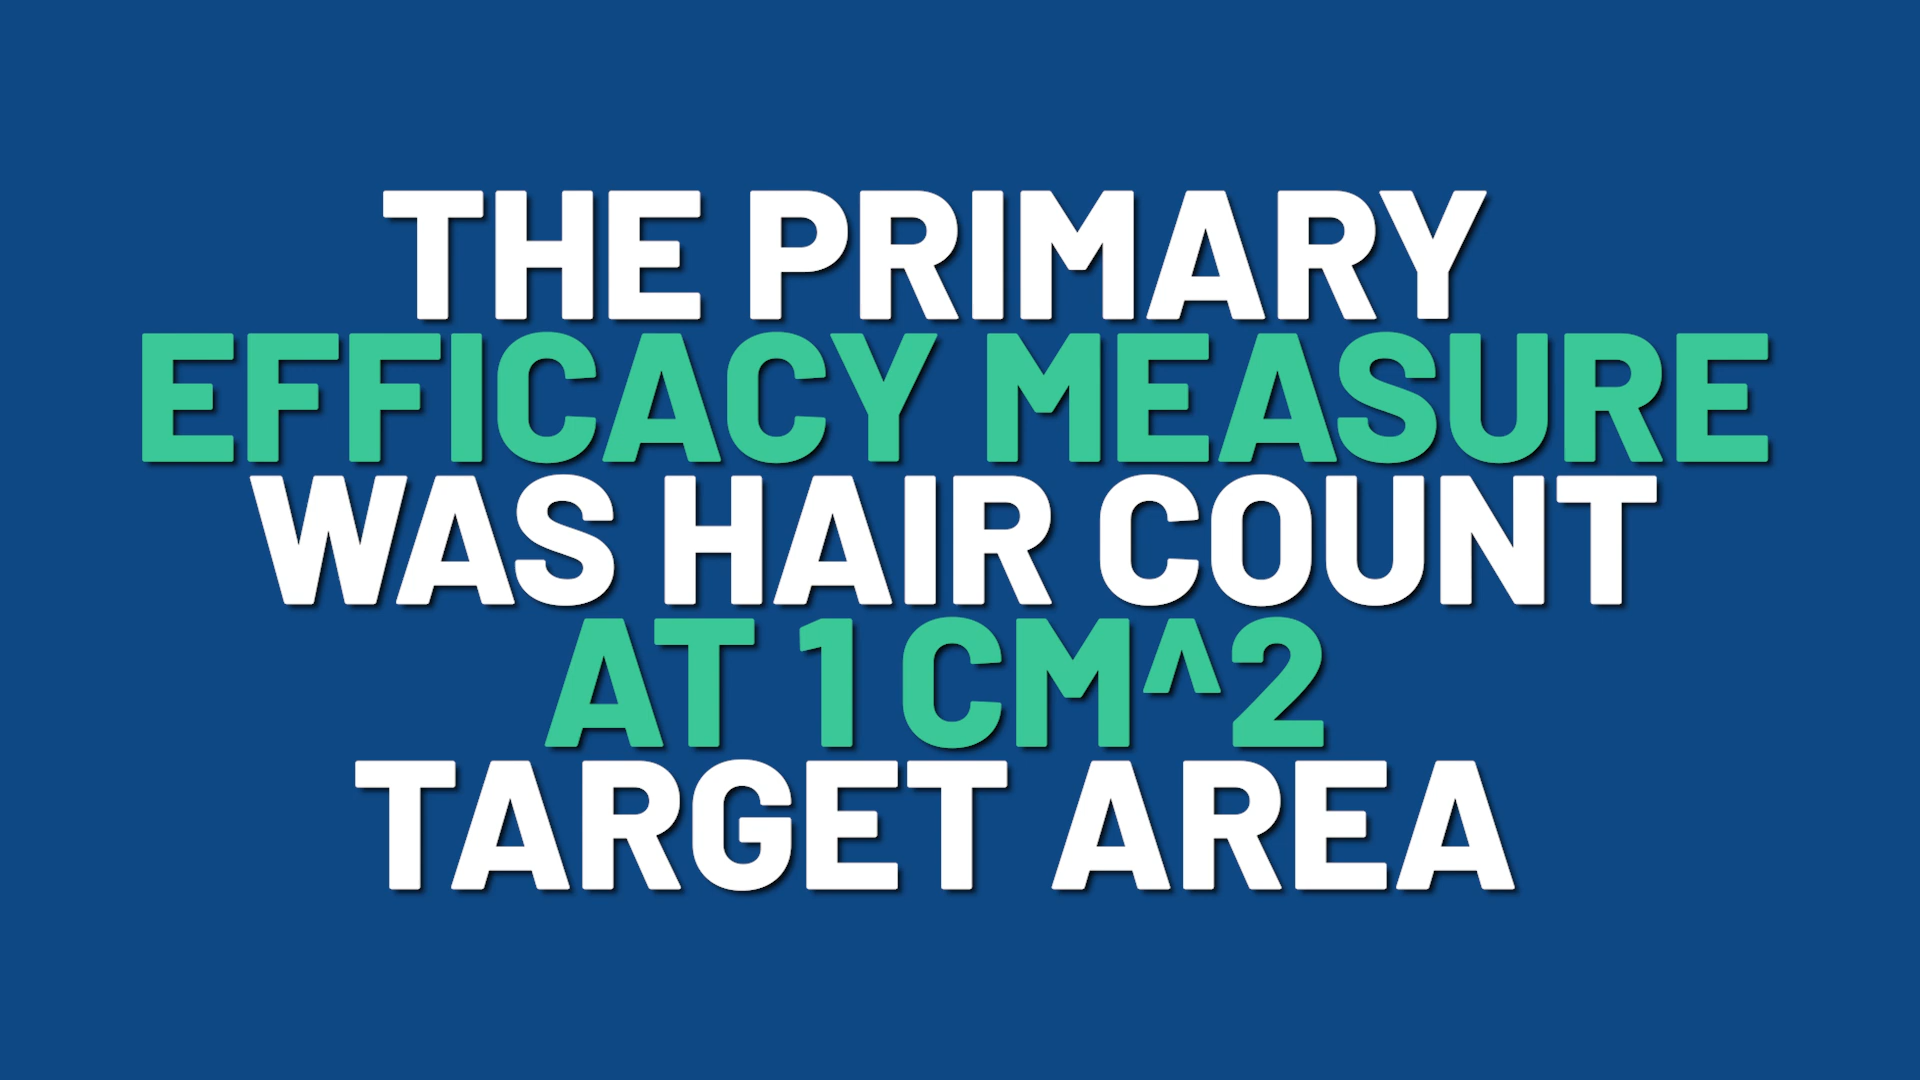 THE PRIMARY
EFFICACY MEASURE
WAS HAIR COUNT
AT 1 CM^2
TARGET AREA